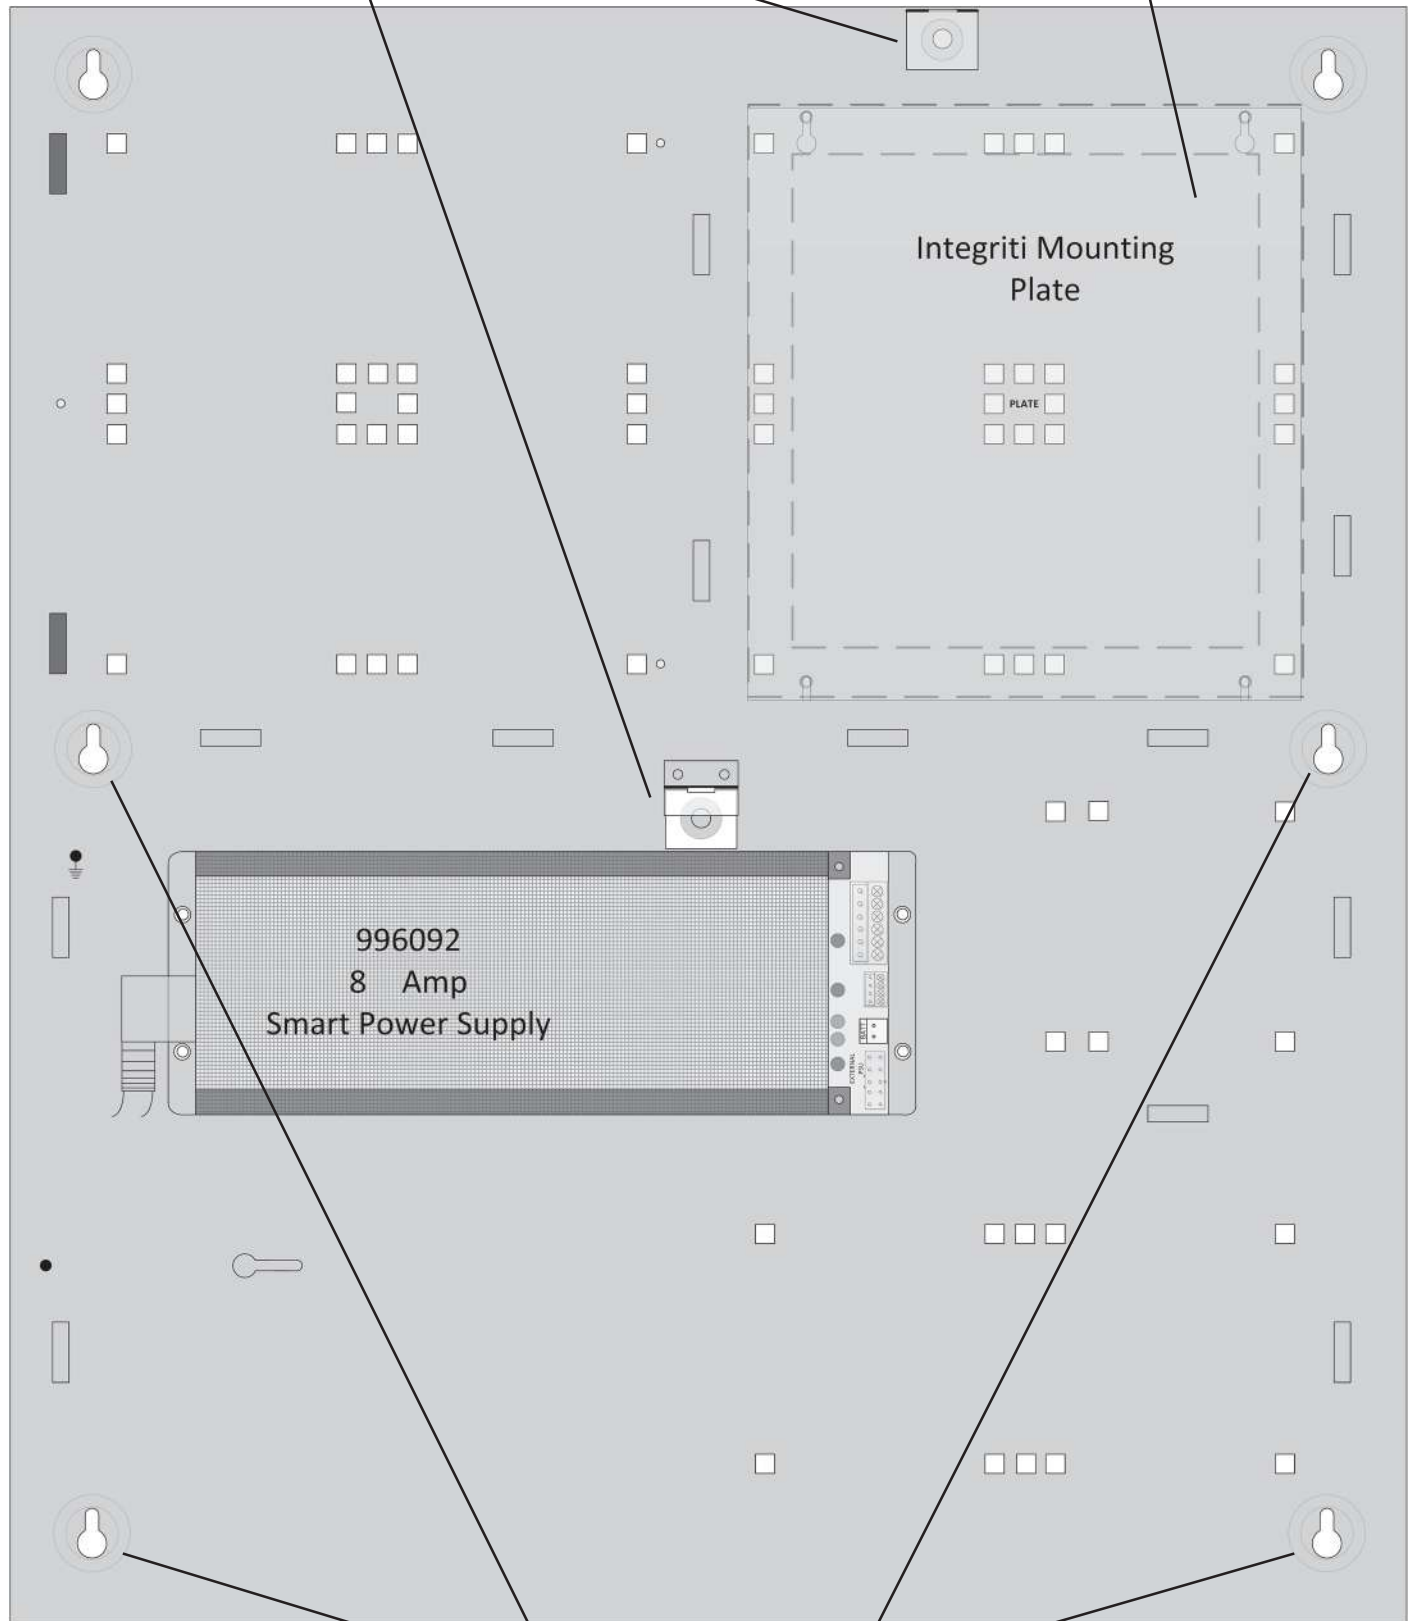 Integriti Mounting
Plate
PLATE
996092
8 Amp
Smart Power Supply
BATT
EXTERNAL
PSU